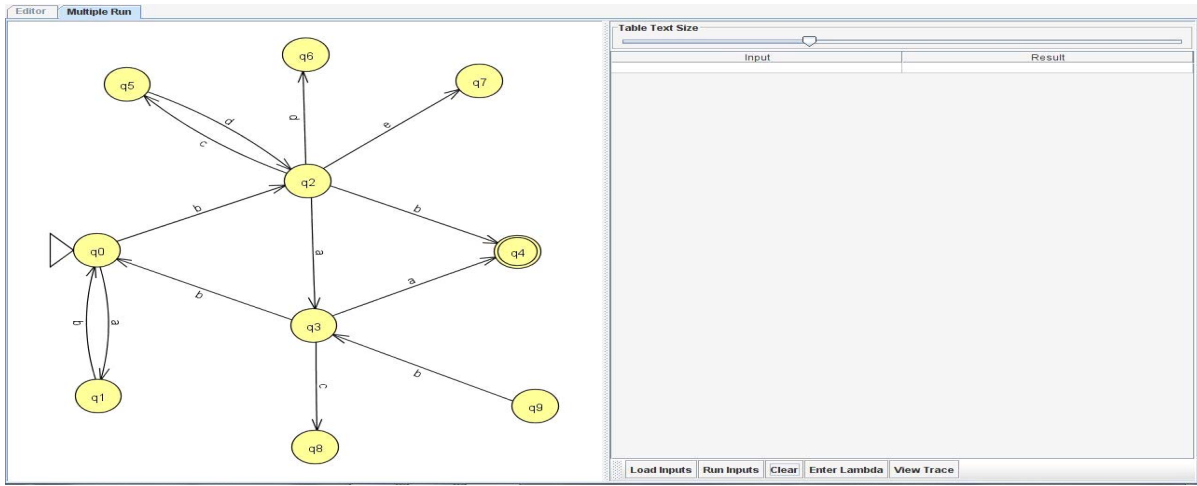 Editor
Multiple Run
Table Text Size
Input Result
q6
q5
q7
d
d
e
c
q2
b
b
q0
a
q4
a
b
b
a
q3
b
c
q1
q9
q8
Load Inputs Run Inputs Clear Enter Lambda View Trace